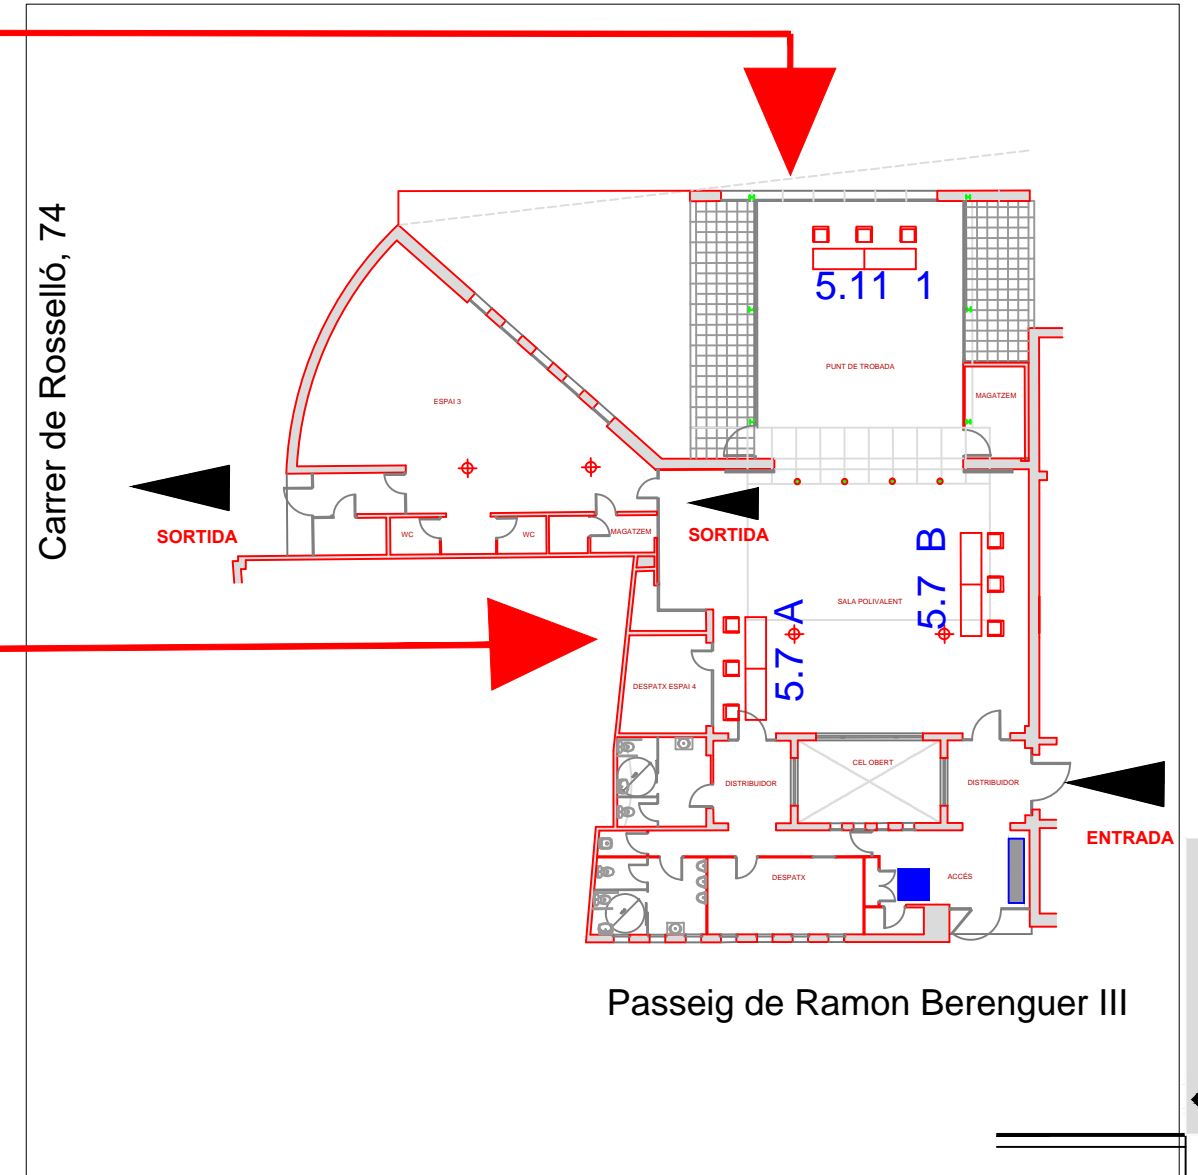 Carrer de Rosselló, 74
5.11 1
PUNT DE TROBADA
MAGATZEM
ESPAI 3
SORTIDA
WC
WC
MAGATZEM
SORTIDA
5.7 B
SALA POLIVALENT
5.7 A
DESPATX ESPAI 4
CEL OBERT
DISTRIBUIDOR
DISTRIBUIDOR
ENTRADA
DESPATX
ACCÉS
Passeig de Ramon Berenguer III